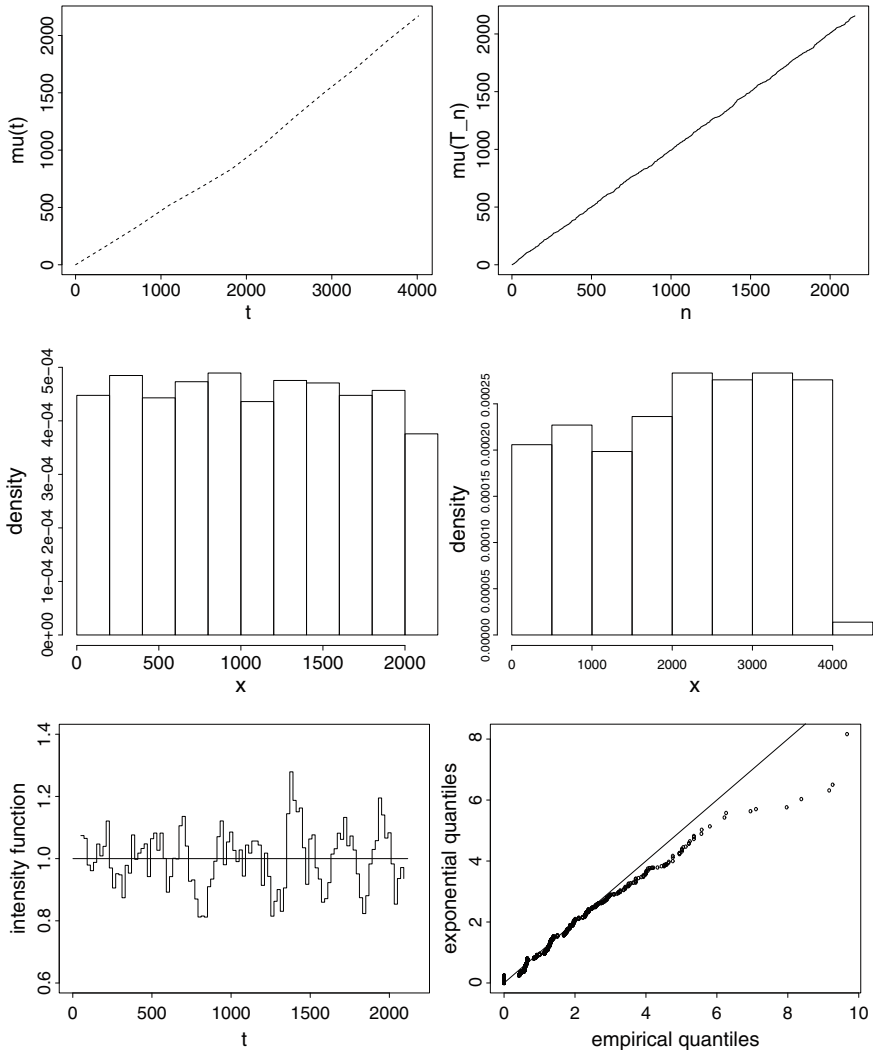 mu(t)
0 500 1000 1500 2000
0 1000 2000 3000 4000
t
mu(T_n)
0 500 1000 1500 2000
0 500 1000 1500 2000
n
density
0e+00 1e-04 2e-04 3e-04 4e-04 5e-04
0 500 1000 1500 2000
x
density
0.00000 0.00005 0.00010 0.00015 0.00020 0.00025
0 1000 2000 3000 4000
x
intensity function
0.6 0.8 1.0 1.2 1.4
0 500 1000 1500 2000
t
exponential quantiles
0 2 4 6 8
0 2 4 6 8 10
empirical quantiles